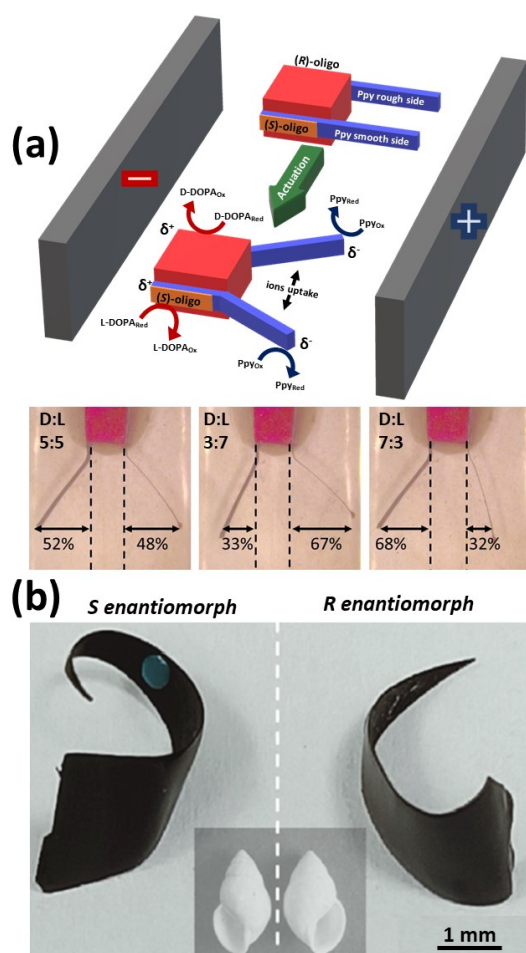 (a)
(R)-oligo
Ppy rough side
(S)-oligo
Ppy smooth side
Actuation
−
+
D-DOPAOx
D-DOPARed
δ+
PpyRed
PpyOx
δ-
ions uptake
δ+
(S)-oligo
L-DOPARed
L-DOPAOx
δ-
PpyOx
PpyRed
D:L
5:5
52%
48%
D:L
3:7
33%
67%
D:L
7:3
68%
32%
(b)
S enantiomorph
R enantiomorph
1 mm